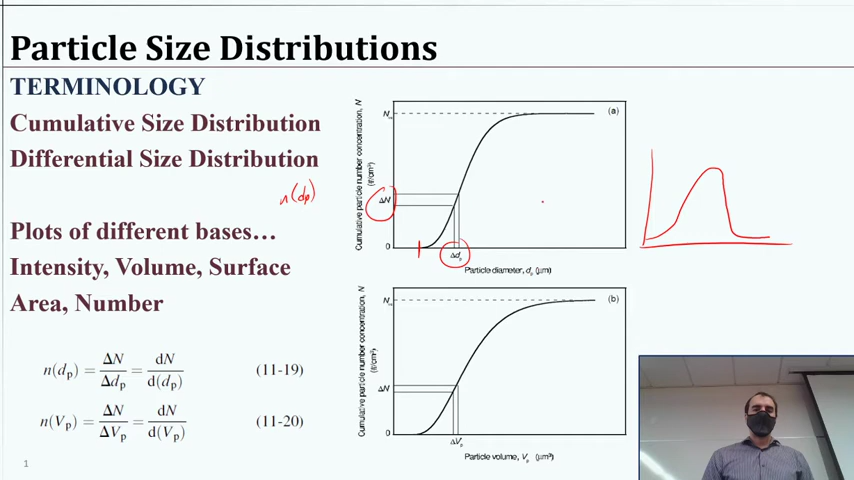 Particle Size Distributions
TERMINOLOGY
Cumulative Size Distribution
Differential Size Distribution
n(dp)
Plots of different bases...
Intensity, Volume, Surface
Area, Number
n(dp) = ΔN/Δdp = dN/d(dp) (11-19)
n(Vp) = ΔN/ΔVp = dN/d(Vp) (11-20)
1
(a)
Cumulative particle number concentration, N
(#/cm³)
N∞
ΔN
0
Δdp
Particle diameter, dp (μm)
(b)
Cumulative particle number concentration, N
(#/cm³)
N∞
ΔN
0
ΔVp
Particle volume, Vp (μm³)